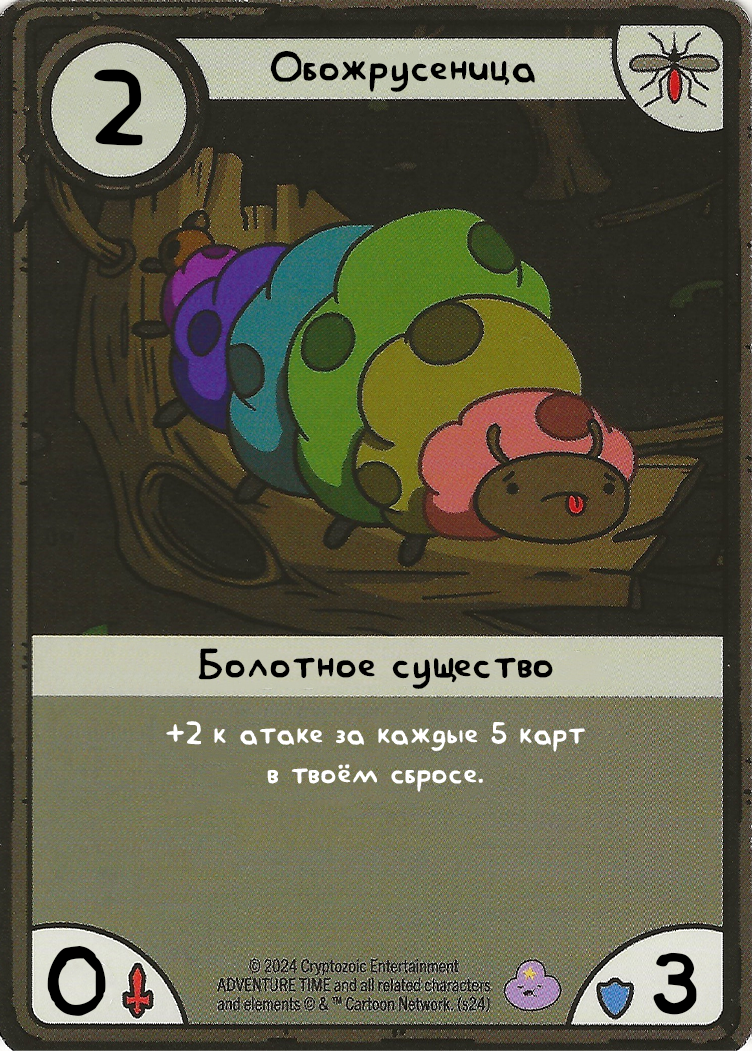 2
Обожрусеница
Болотное существо
+2 к атаке за каждые 5 карт
в твоём сбросе.
0
3
© 2024 Cryptozoic Entertainment
ADVENTURE TIME and all related characters
and elements © & ™ Cartoon Network. (s24)